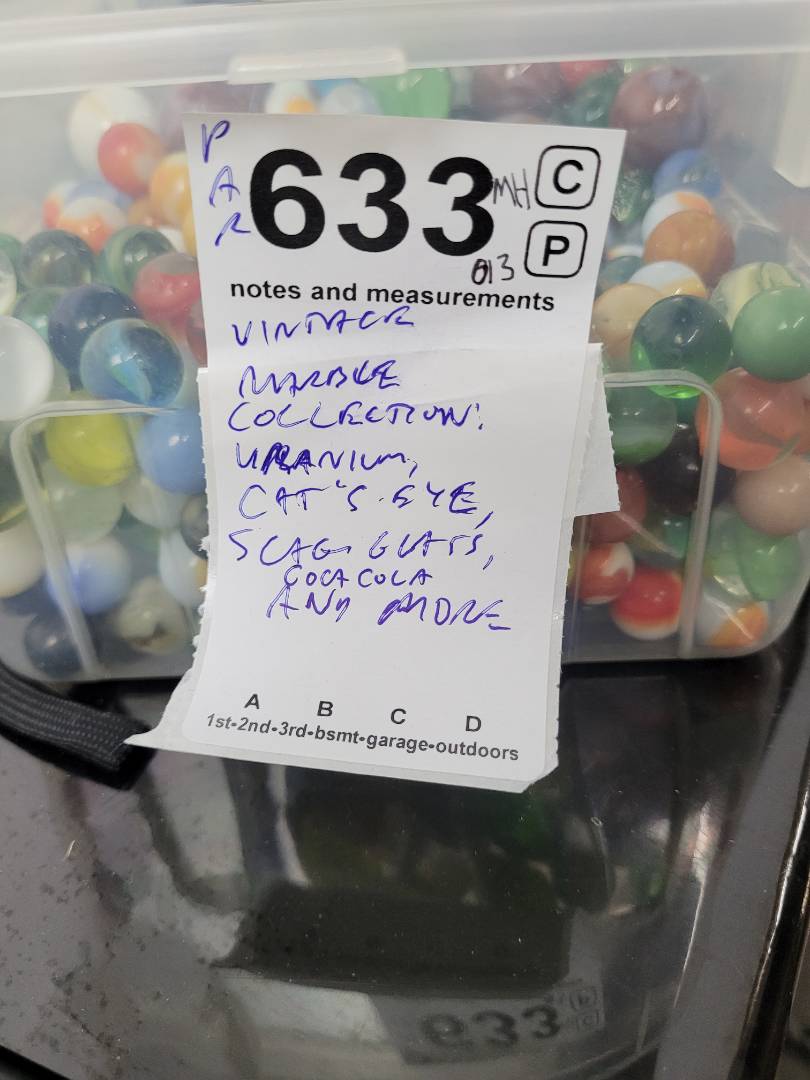 PAR
633
MH
C
P
013
notes and measurements
VINTAGE
MARBLE
COLLECTION:
URANIUM,
CAT'S-EYE,
SLAG GLASS,
COCA COLA
AND MORE
A B C D
1st-2nd-3rd-bsmt-garage-outdoors